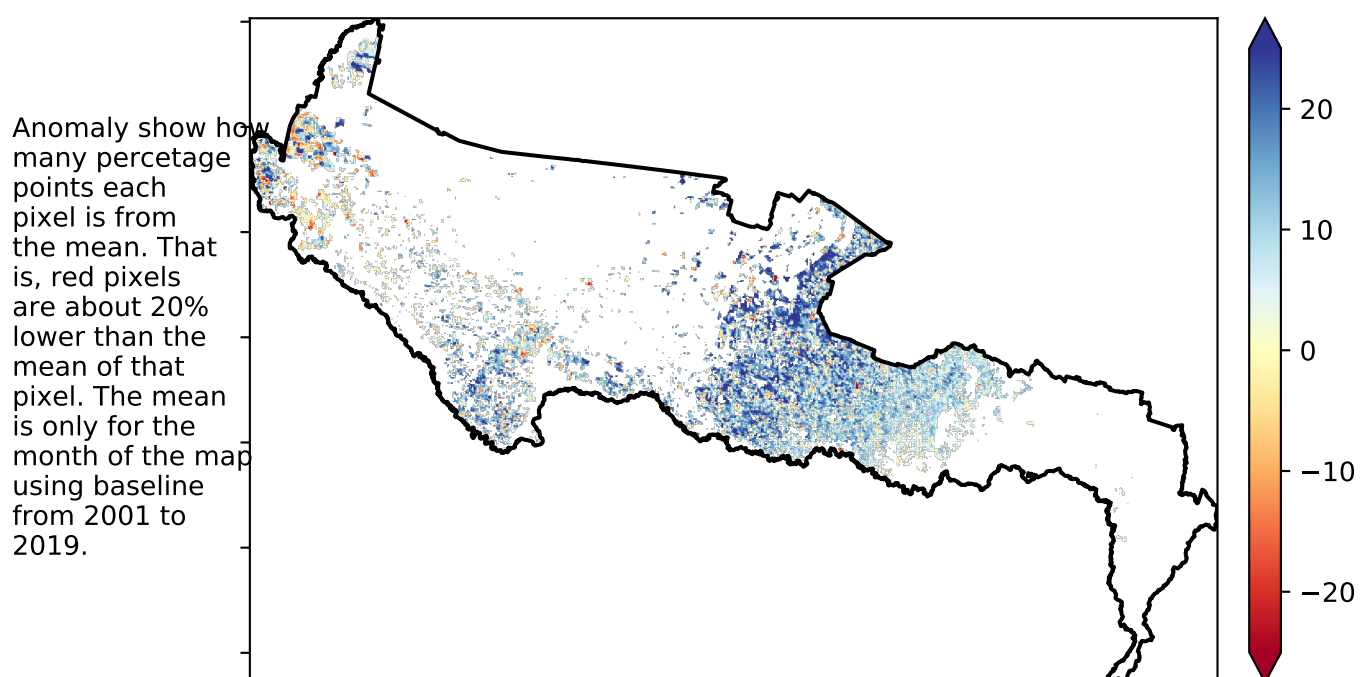 Anomaly show how
many percetage
points each
pixel is from
the mean. That
is, red pixels
are about 20%
lower than the
mean of that
pixel. The mean
is only for the
month of the map
using baseline
from 2001 to
2019.
20
10
0
−10
−20